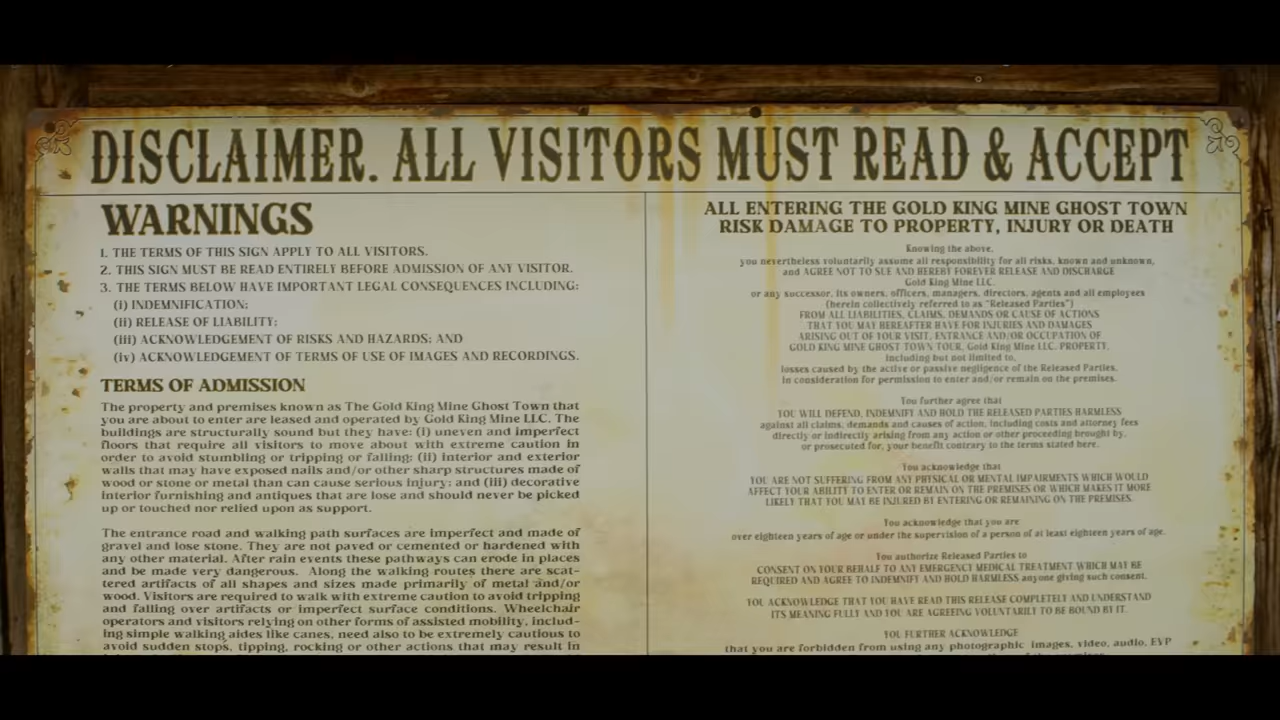 DISCLAIMER. ALL VISITORS MUST READ & ACCEPT
WARNINGS
1. THE TERMS OF THIS SIGN APPLY TO ALL VISITORS.
2. THIS SIGN MUST BE READ ENTIRELY BEFORE ADMISSION OF ANY VISITOR.
3. THE TERMS BELOW HAVE IMPORTANT LEGAL CONSEQUENCES INCLUDING:
(i) INDEMNIFICATION;
(ii) RELEASE OF LIABILITY;
(iii) ACKNOWLEDGEMENT OF RISKS AND HAZARDS; AND
(iv) ACKNOWLEDGEMENT OF TERMS OF USE OF IMAGES AND RECORDINGS.
TERMS OF ADMISSION
The property and premises known as The Gold King Mine Ghost Town that
you are about to enter are leased and operated by Gold King Mine LLC. The
buildings are structurally sound but they have: (i) uneven and imperfect
floors that require all visitors to move about with extreme caution in
order to avoid stumbling or tripping or falling; (ii) interior and exterior
walls that may have exposed nails and/or other sharp structures made of
wood or stone or metal than can cause serious injury; and (iii) decorative
interior furnishing and antiques that are lose and should never be picked
up or touched nor relied upon as support.
The entrance road and walking path surfaces are imperfect and made of
gravel and lose stone. They are not paved or cemented or hardened with
any other material. After rain events these pathways can erode in places
and be made very dangerous. Along the walking routes there are scat-
tered artifacts of all shapes and sizes made primarily of metal and/or
wood. Visitors are required to walk with extreme caution to avoid tripping
and falling over artifacts or imperfect surface conditions. Wheelchair
operators and visitors relying on other forms of assisted mobility, includ-
ing simple walking aides like canes, need also to be extremely cautious to
avoid sudden stops, tipping, rocking or other actions that may result in
ALL ENTERING THE GOLD KING MINE GHOST TOWN
RISK DAMAGE TO PROPERTY, INJURY OR DEATH
Knowing the above,
you nevertheless voluntarily assume all responsibility for all risks, known and unknown,
and AGREE NOT TO SUE AND HEREBY FOREVER RELEASE AND DISCHARGE
Gold King Mine LLC.
or any successor, its owners, officers, managers, directors, agents and all employees
(herein collectively referred to as "Released Parties")
FROM ALL LIABILITIES, CLAIMS, DEMANDS OR CAUSE OF ACTIONS
THAT YOU MAY HEREAFTER HAVE FOR INJURIES AND DAMAGES
ARISING OUT OF YOUR VISIT, ENTRANCE AND/OR OCCUPATION OF
GOLD KING MINE GHOST TOWN TOUR, Gold King Mine LLC. PROPERTY,
including but not limited to,
losses caused by the active or passive negligence of the Released Parties,
in consideration for permission to enter and/or remain on the premises.
You further agree that
YOU WILL DEFEND, INDEMNIFY AND HOLD THE RELEASED PARTIES HARMLESS
against all claims, demands and causes of action, including costs and attorney fees
directly or indirectly arising from any action or other proceeding brought by,
or prosecuted for, your benefit contrary to the terms stated here.
You acknowledge that
YOU ARE NOT SUFFERING FROM ANY PHYSICAL OR MENTAL IMPAIRMENTS WHICH WOULD
AFFECT YOUR ABILITY TO ENTER OR REMAIN ON THE PREMISES OR WHICH MAKES IT MORE
LIKELY THAT YOU MAY BE INJURED BY ENTERING OR REMAINING ON THE PREMISES.
You acknowledge that you are
over eighteen years of age or under the supervision of a person of at least eighteen years of age.
You authorize Released Parties to
CONSENT ON YOUR BEHALF TO ANY EMERGENCY MEDICAL TREATMENT WHICH MAY BE
REQUIRED AND AGREE TO INDEMNIFY AND HOLD HARMLESS anyone giving such consent.
YOU ACKNOWLEDGE THAT YOU HAVE READ THIS RELEASE COMPLETELY AND UNDERSTAND
ITS MEANING FULLY AND YOU ARE AGREEING VOLUNTARILY TO BE BOUND BY IT.
YOU FURTHER ACKNOWLEDGE
that you are forbidden from using any photographic images, video, audio, EVP